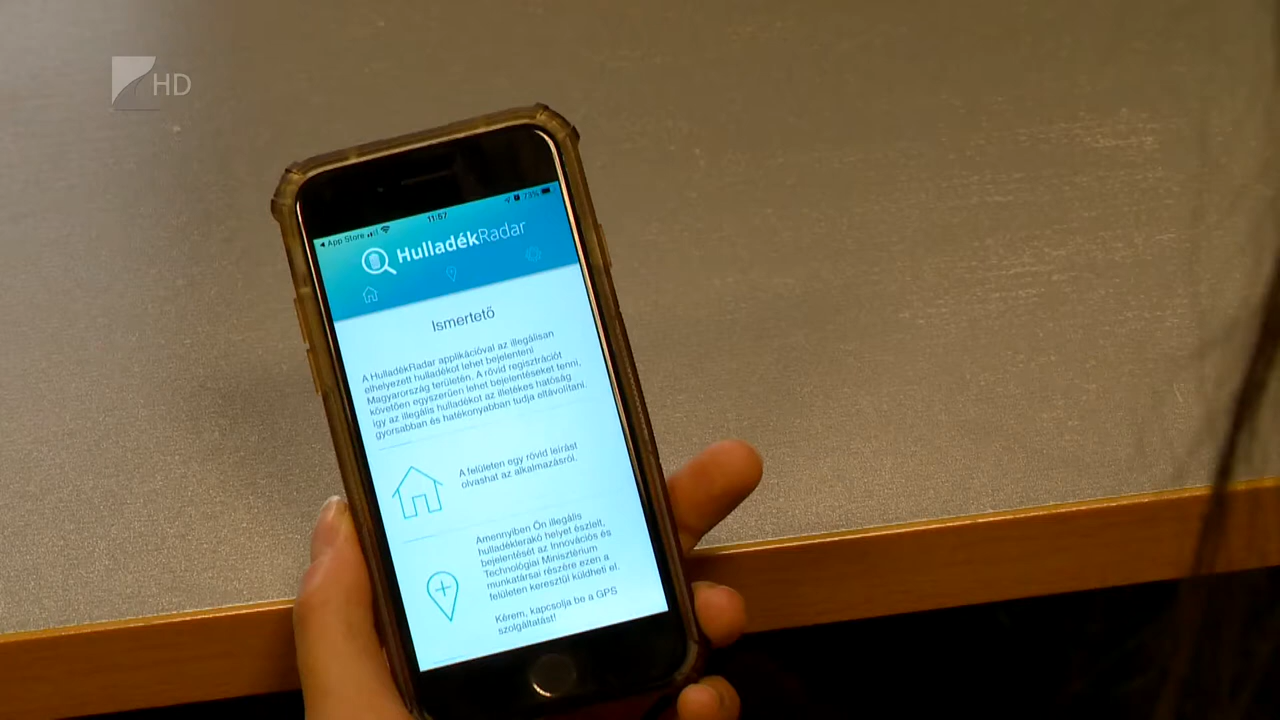 HD
11:57
73%
App Store
HulladékRadar
Ismertető
A HulladékRadar applikációval az illegálisan
elhelyezett hulladékot lehet bejelenteni
Magyarország területén. A rövid regisztrációt
követően egyszerűen lehet bejelentéseket tenni,
így az illegális hulladékot az illetékes hatóság
gyorsabban és hatékonyabban tudja eltávolítani.
A felületen egy rövid leírást
olvashat az alkalmazásról.
Amennyiben Ön illegális
hulladéklerakó helyet észlelt,
bejelentését az Innovációs és
Technológiai Minisztérium
munkatársai részére ezen a
felületen keresztül küldheti el.
Kérem, kapcsolja be a GPS
szolgáltatást!